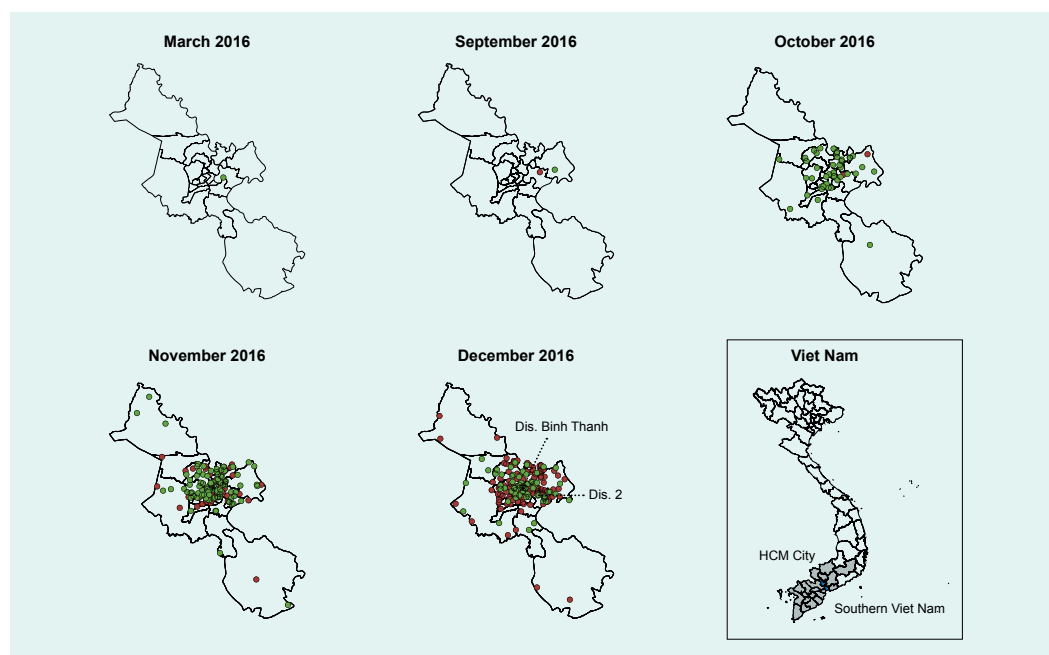 March 2016
September 2016
October 2016
November 2016
December 2016
Viet Nam
Dis. Binh Thanh
Dis. 2
HCM City
Southern Viet Nam